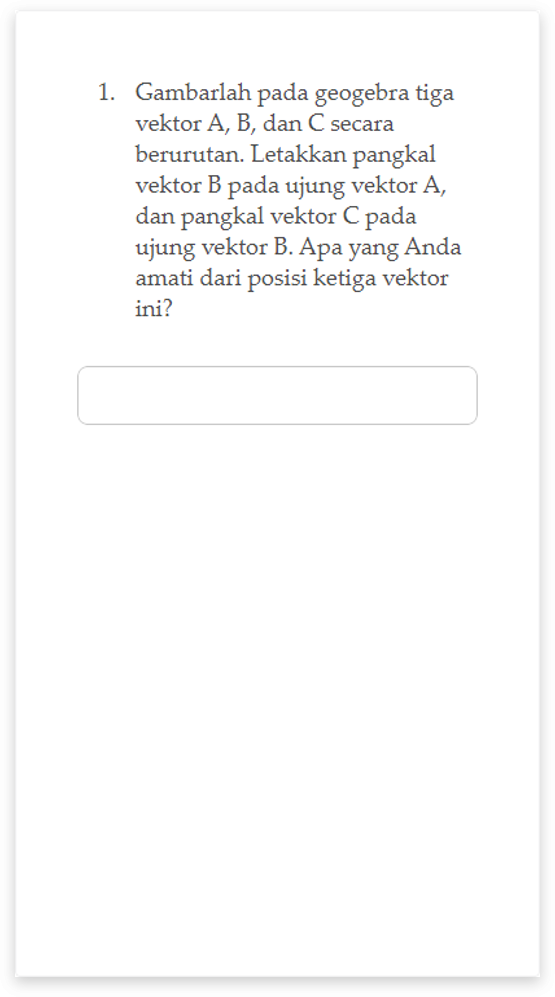 1. Gambarlah pada geogebra tiga
vektor A, B, dan C secara
berurutan. Letakkan pangkal
vektor B pada ujung vektor A,
dan pangkal vektor C pada
ujung vektor B. Apa yang Anda
amati dari posisi ketiga vektor
ini?